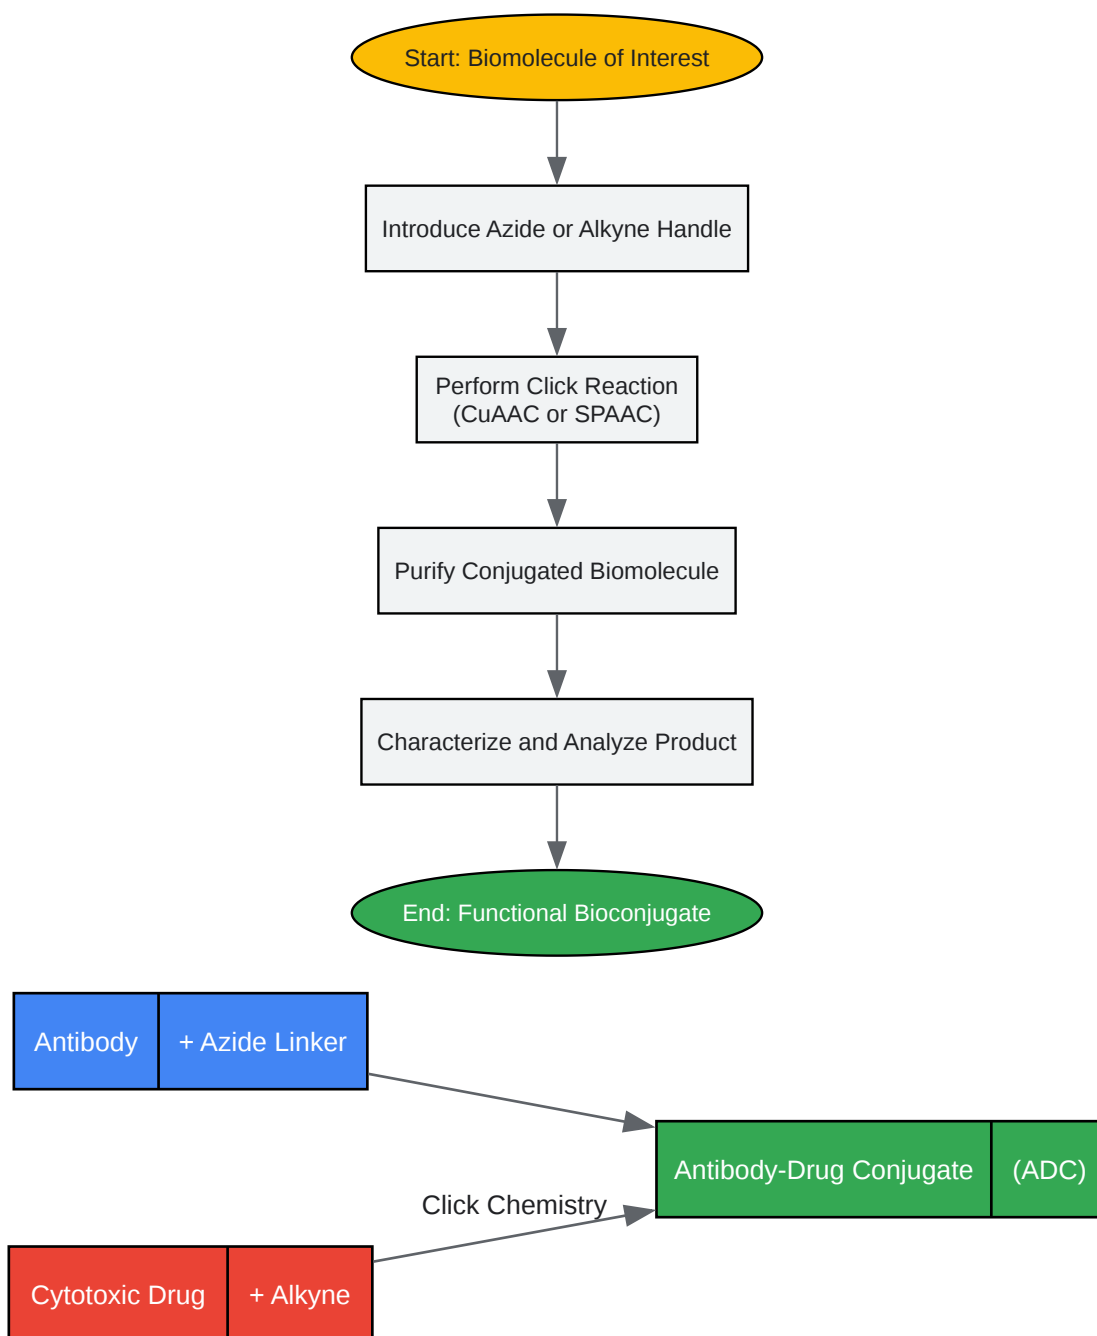 Start: Biomolecule of Interest
Introduce Azide or Alkyne Handle
Perform Click Reaction
(CuAAC or SPAAC)
Purify Conjugated Biomolecule
Characterize and Analyze Product
End: Functional Bioconjugate
Antibody
+ Azide Linker
Antibody-Drug Conjugate
(ADC)
Click Chemistry
Cytotoxic Drug
+ Alkyne